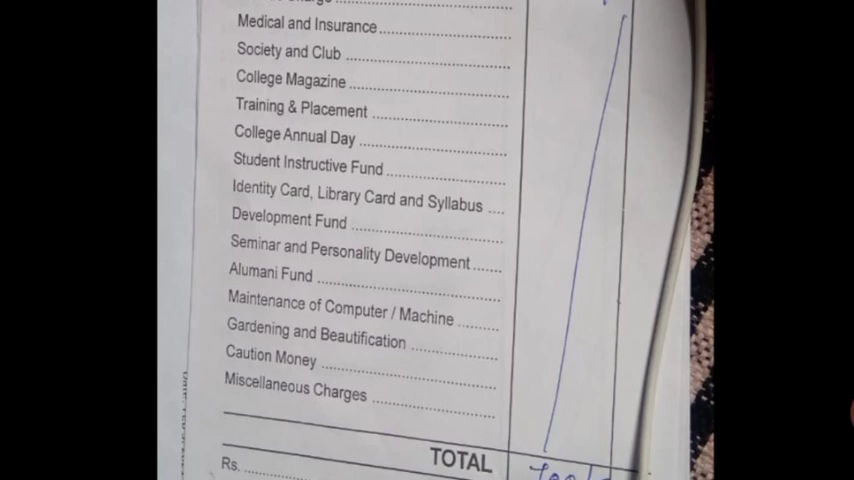 Medical and Insurance
Society and Club
College Magazine
Training & Placement
College Annual Day
Student Instructive Fund
Identity Card, Library Card and Syllabus
Development Fund
Seminar and Personality Development
Alumani Fund
Maintenance of Computer / Machine
Gardening and Beautification
Caution Money
Miscellaneous Charges
TOTAL
Rs.